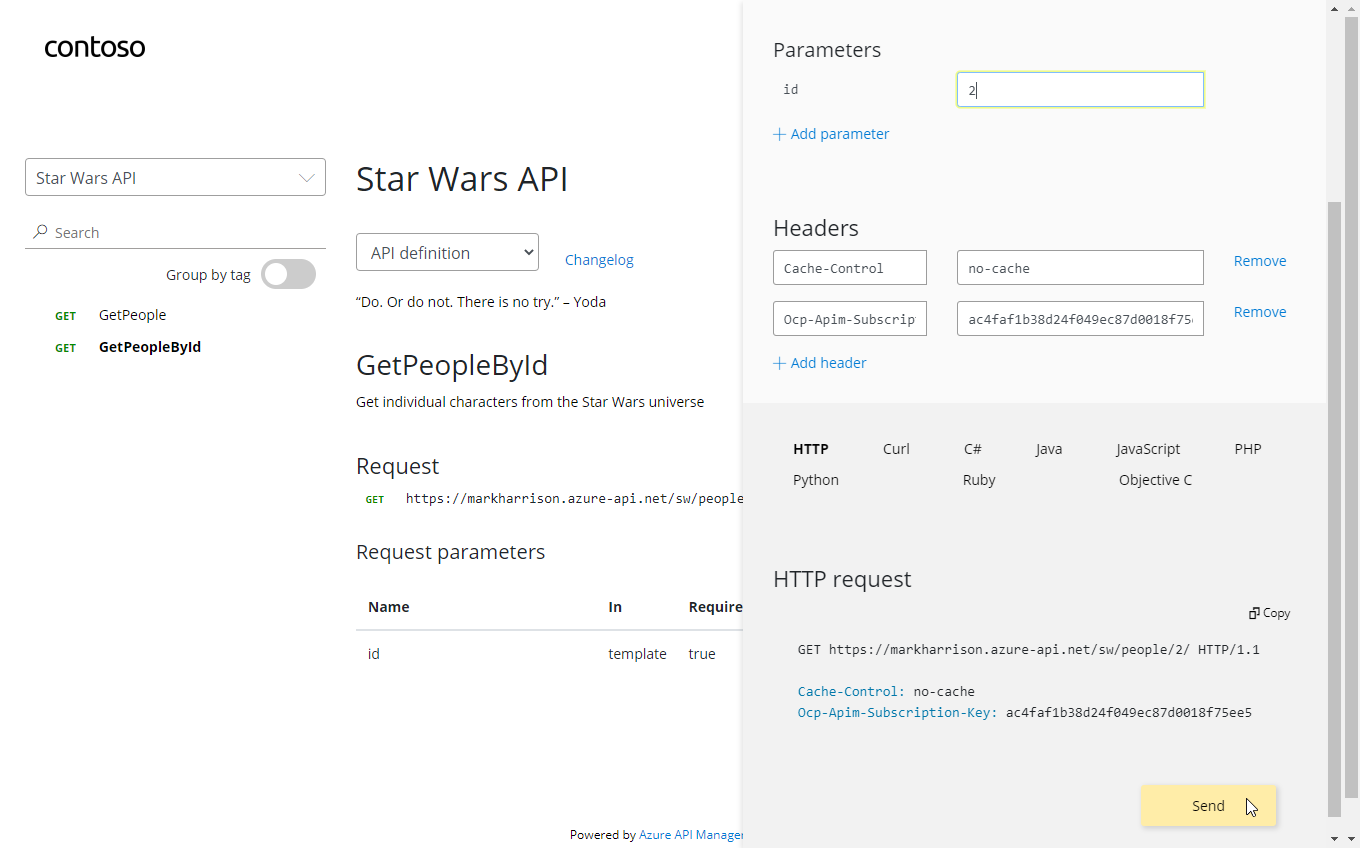 contoso
Star Wars API
Search
Group by tag
GET GetPeople
GET GetPeopleById
Star Wars API
API definition
Changelog
“Do. Or do not. There is no try.” – Yoda
GetPeopleById
Get individual characters from the Star Wars universe
Request
GET https://markharrison.azure-api.net/sw/people
Request parameters
Name In Require
id template true
Powered by Azure API Manager
Parameters
id 2
+ Add parameter
Headers
Cache-Control no-cache Remove
Ocp-Apim-Subscript ac4faf1b38d24f049ec87d0018f75e Remove
+ Add header
HTTP Curl C# Java JavaScript PHP
Python Ruby Objective C
HTTP request
Copy
GET https://markharrison.azure-api.net/sw/people/2/ HTTP/1.1
Cache-Control: no-cache
Ocp-Apim-Subscription-Key: ac4faf1b38d24f049ec87d0018f75ee5
Send